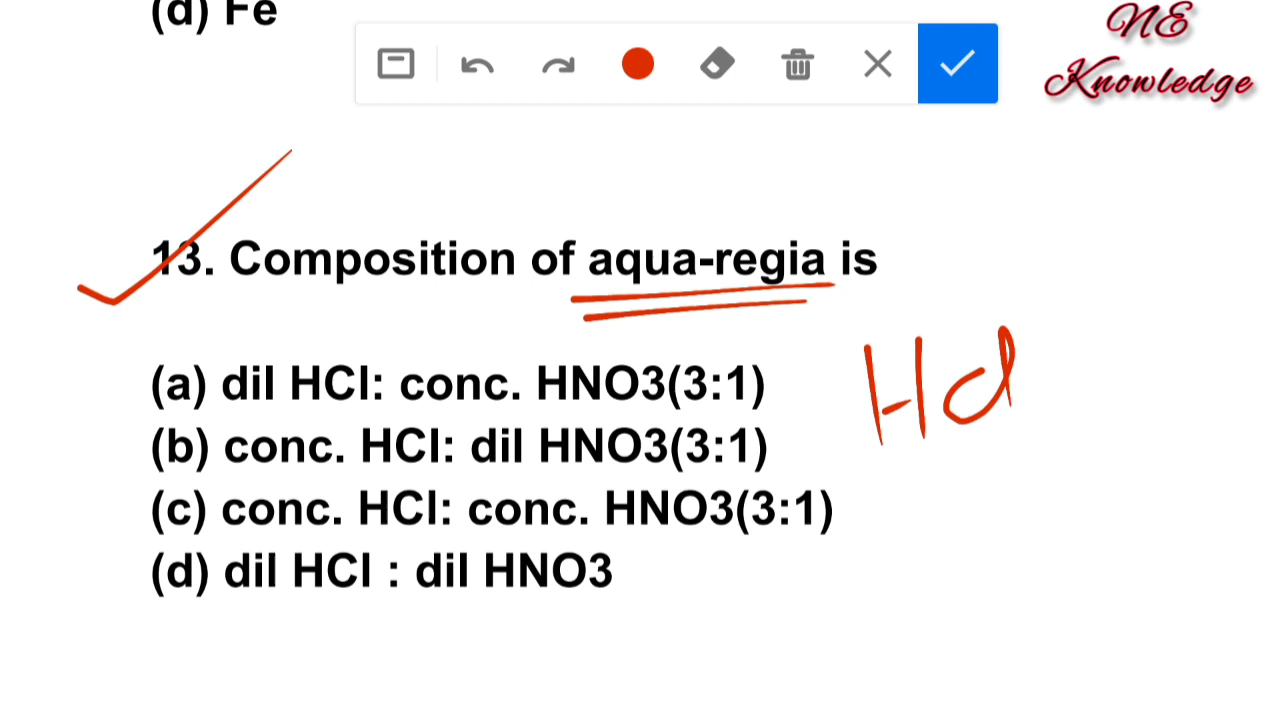 (d) Fe
NE
Knowledge
13. Composition of aqua-regia is
(a) dil HCl: conc. HNO3(3:1)
HCl
(b) conc. HCl: dil HNO3(3:1)
(c) conc. HCl: conc. HNO3(3:1)
(d) dil HCl : dil HNO3